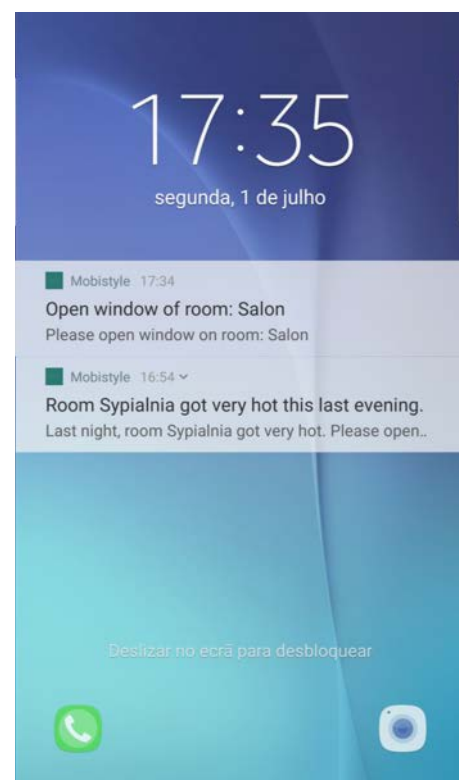 17:35
segunda, 1 de julho
Mobistyle 17:34
Open window of room: Salon
Please open window on room: Salon
Mobistyle 16:54
Room Sypialnia got very hot this last evening.
Last night, room Sypialnia got very hot. Please open..
Deslizar no ecrã para desbloquear